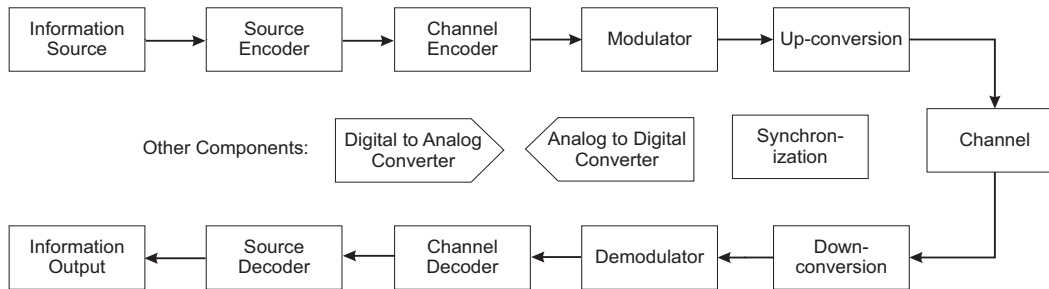 Information
Source
Source
Encoder
Channel
Encoder
Modulator
Up-conversion
Other Components:
Digital to Analog
Converter
Analog to Digital
Converter
Synchron-
ization
Channel
Information
Output
Source
Decoder
Channel
Decoder
Demodulator
Down-
conversion